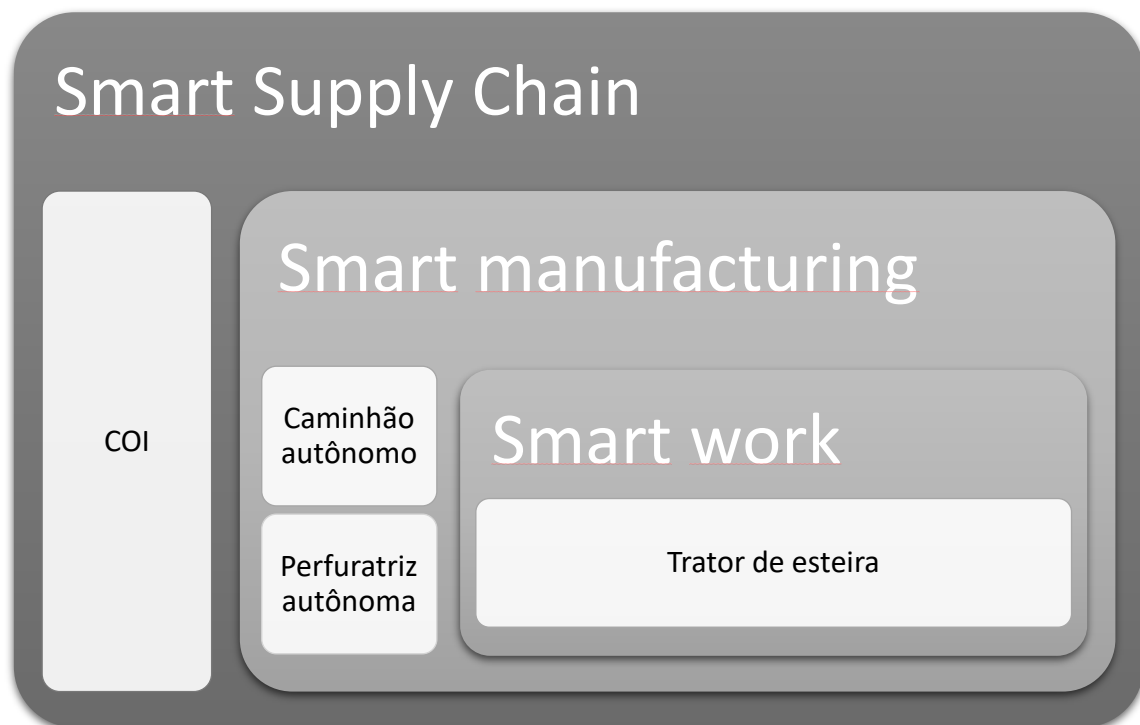 Smart Supply Chain
COI
Smart manufacturing
Caminhão
autônomo
Perfuratriz
autônoma
Smart work
Trator de esteira